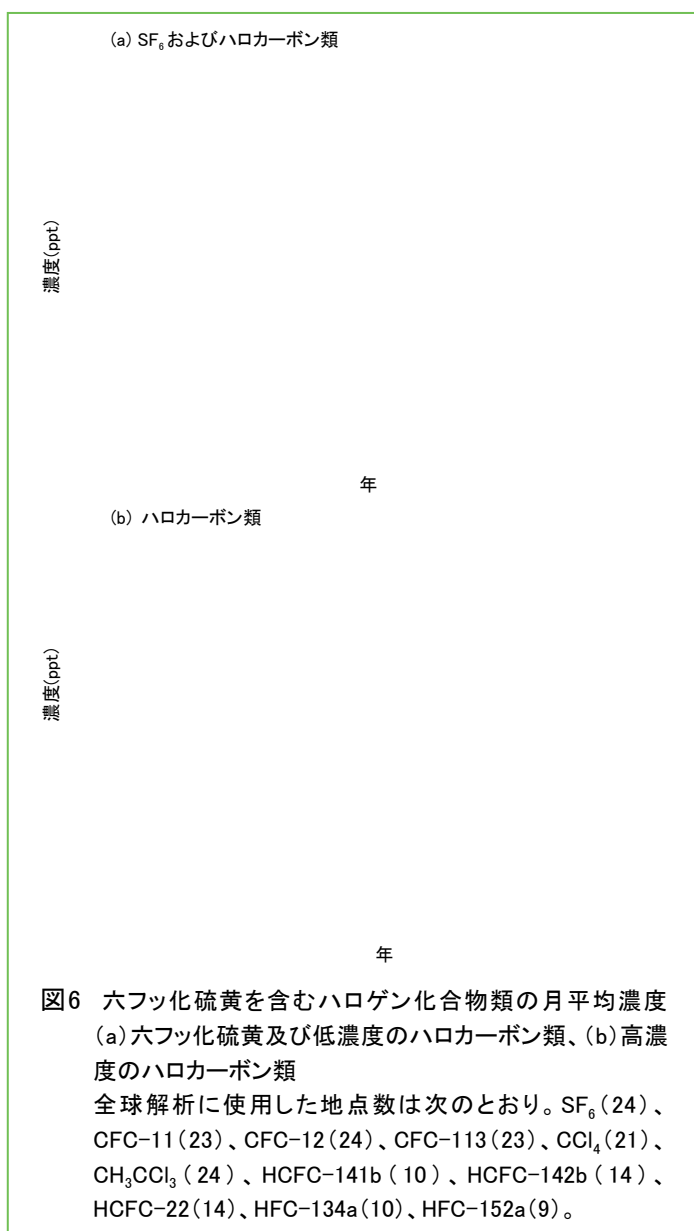 (a) SF₆およびハロカーボン類
濃度(ppt)
年
(b) ハロカーボン類
濃度(ppt)
年
図6 六フッ化硫黄を含むハロゲン化合物類の月平均濃度
(a)六フッ化硫黄及び低濃度のハロカーボン類、(b)高濃
度のハロカーボン類
全球解析に使用した地点数は次のとおり。SF₆(24)、
CFC-11(23)、CFC-12(24)、CFC-113(23)、CCl₄(21)、
CH₃CCl₃(24)、HCFC-141b(10)、HCFC-142b(14)、
HCFC-22(14)、HFC-134a(10)、HFC-152a(9)。